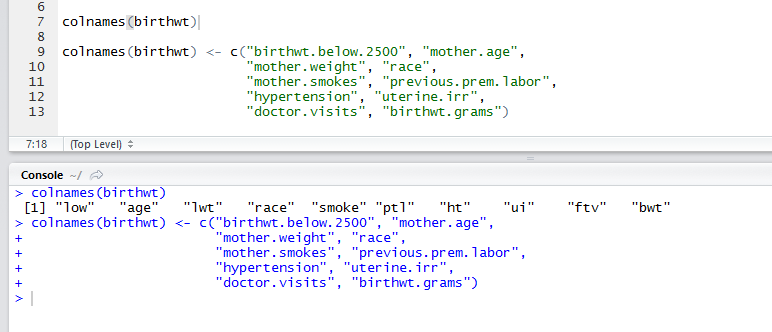 6
7 colnames(birthwt)
8
9 colnames(birthwt) <- c("birthwt.below.2500", "mother.age",
10 "mother.weight", "race",
11 "mother.smokes", "previous.prem.labor",
12 "hypertension", "uterine.irr",
13 "doctor.visits", "birthwt.grams")
7:18 (Top Level)
Console ~/
> colnames(birthwt)
[1] "low" "age" "lwt" "race" "smoke" "ptl" "ht" "ui" "ftv" "bwt"
> colnames(birthwt) <- c("birthwt.below.2500", "mother.age",
+ "mother.weight", "race",
+ "mother.smokes", "previous.prem.labor",
+ "hypertension", "uterine.irr",
+ "doctor.visits", "birthwt.grams")
>